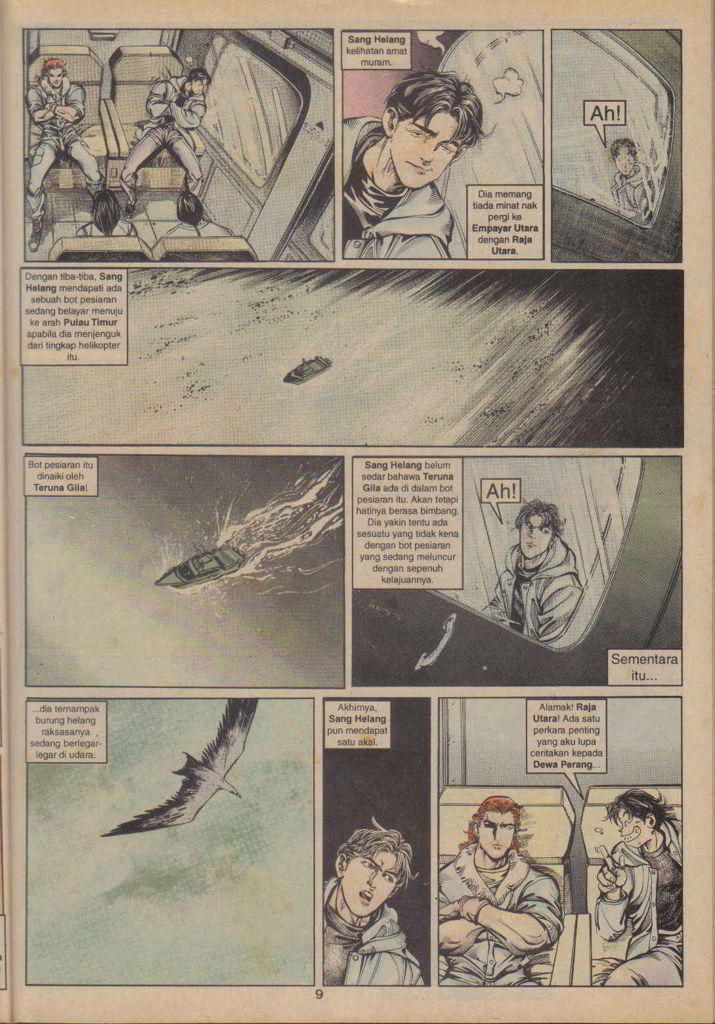 Sang Helang
kelihatan amat
muram.
Dia memang
tiada minat nak
pergi ke
Empayar Utara
dengan Raja
Utara.
Ah!
Dengan tiba-tiba, Sang
Helang mendapati ada
sebuah bot pesiaran
sedang belayar menuju
ke arah Pulau Timur
apabila dia menjenguk
dari tingkap helikopter
itu.
Bot pesiaran itu
dinaiki oleh
Teruna Gila!
Sang Helang belum
sedar bahawa Teruna
Gila ada di dalam bot
pesiaran itu. Akan tetapi
hatinya berasa bimbang.
Dia yakin tentu ada
sesuatu yang tidak kena
dengan bot pesiaran
yang sedang meluncur
dengan sepenuh
kelajuannya.
Ah!
Sementara
itu...
...dia ternampak
burung helang
raksasanya
sedang berlegar-
legar di udara.
Akhirnya,
Sang Helang
pun mendapat
satu akal.
Alamak! Raja
Utara! Ada satu
perkara penting
yang aku lupa
ceritakan kepada
Dewa Perang...
9